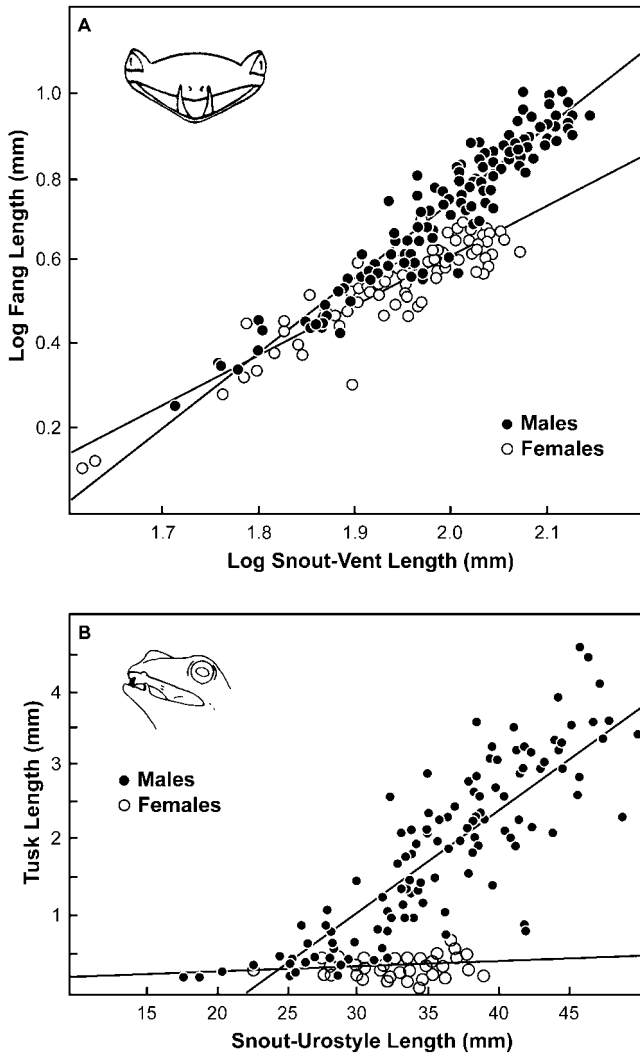 A
Log Fang Length (mm)
1.0
0.8
0.6
0.4
0.2
Males
Females
1.7 1.8 1.9 2.0 2.1
Log Snout-Vent Length (mm)
B
Tusk Length (mm)
Males
Females
4
3
2
1
15 20 25 30 35 40 45
Snout-Urostyle Length (mm)